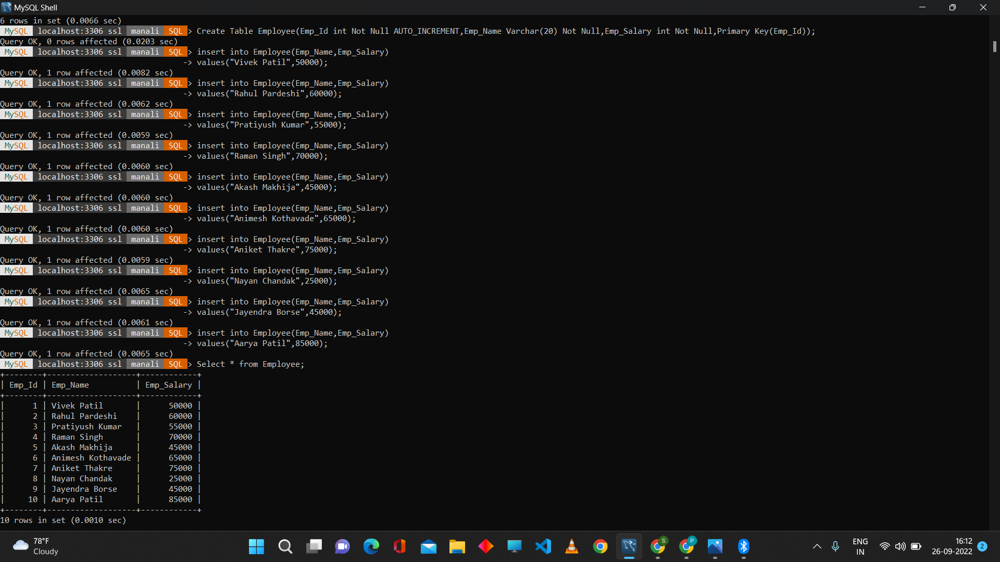 MySQL Shell
6 rows in set (0.0066 sec)
MySQL localhost:3306 ssl manali SQL > Create Table Employee(Emp_Id int Not Null AUTO_INCREMENT,Emp_Name Varchar(20) Not Null,Emp_Salary int Not Null,Primary Key(Emp_Id));
Query OK, 0 rows affected (0.0203 sec)
MySQL localhost:3306 ssl manali SQL > insert into Employee(Emp_Name,Emp_Salary)
-> values("Vivek Patil",50000);
Query OK, 1 row affected (0.0082 sec)
MySQL localhost:3306 ssl manali SQL > insert into Employee(Emp_Name,Emp_Salary)
-> values("Rahul Pardeshi",60000);
Query OK, 1 row affected (0.0062 sec)
MySQL localhost:3306 ssl manali SQL > insert into Employee(Emp_Name,Emp_Salary)
-> values("Pratiyush Kumar",55000);
Query OK, 1 row affected (0.0059 sec)
MySQL localhost:3306 ssl manali SQL > insert into Employee(Emp_Name,Emp_Salary)
-> values("Raman Singh",70000);
Query OK, 1 row affected (0.0060 sec)
MySQL localhost:3306 ssl manali SQL > insert into Employee(Emp_Name,Emp_Salary)
-> values("Akash Makhija",45000);
Query OK, 1 row affected (0.0060 sec)
MySQL localhost:3306 ssl manali SQL > insert into Employee(Emp_Name,Emp_Salary)
-> values("Animesh Kothavade",65000);
Query OK, 1 row affected (0.0060 sec)
MySQL localhost:3306 ssl manali SQL > insert into Employee(Emp_Name,Emp_Salary)
-> values("Aniket Thakre",75000);
Query OK, 1 row affected (0.0059 sec)
MySQL localhost:3306 ssl manali SQL > insert into Employee(Emp_Name,Emp_Salary)
-> values("Nayan Chandak",25000);
Query OK, 1 row affected (0.0065 sec)
MySQL localhost:3306 ssl manali SQL > insert into Employee(Emp_Name,Emp_Salary)
-> values("Jayendra Borse",45000);
Query OK, 1 row affected (0.0061 sec)
MySQL localhost:3306 ssl manali SQL > insert into Employee(Emp_Name,Emp_Salary)
-> values("Aarya Patil",85000);
Query OK, 1 row affected (0.0065 sec)
MySQL localhost:3306 ssl manali SQL > Select * from Employee;
+--------+-------------------+------------+
| Emp_Id | Emp_Name          | Emp_Salary |
+--------+-------------------+------------+
|      1 | Vivek Patil       |      50000 |
|      2 | Rahul Pardeshi    |      60000 |
|      3 | Pratiyush Kumar   |      55000 |
|      4 | Raman Singh       |      70000 |
|      5 | Akash Makhija     |      45000 |
|      6 | Animesh Kothavade |      65000 |
|      7 | Aniket Thakre     |      75000 |
|      8 | Nayan Chandak     |      25000 |
|      9 | Jayendra Borse    |      45000 |
|     10 | Aarya Patil       |      85000 |
+--------+-------------------+------------+
10 rows in set (0.0010 sec)
78°F
Cloudy
S
P
ENG
IN
16:12
26-09-2022
2